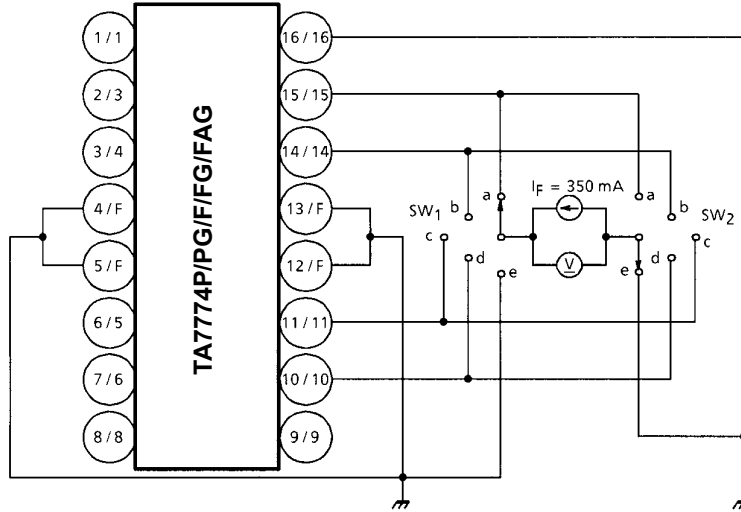 1/1
2/3
3/4
4/F
5/F
6/5
7/6
8/8
TA7774P/PG/F/FG/FAG
16/16
15/15
14/14
13/F
12/F
11/11
10/10
9/9
SW1
a
b
c
d
e
IF = 350 mA
V
a
b
c
d
e
SW2